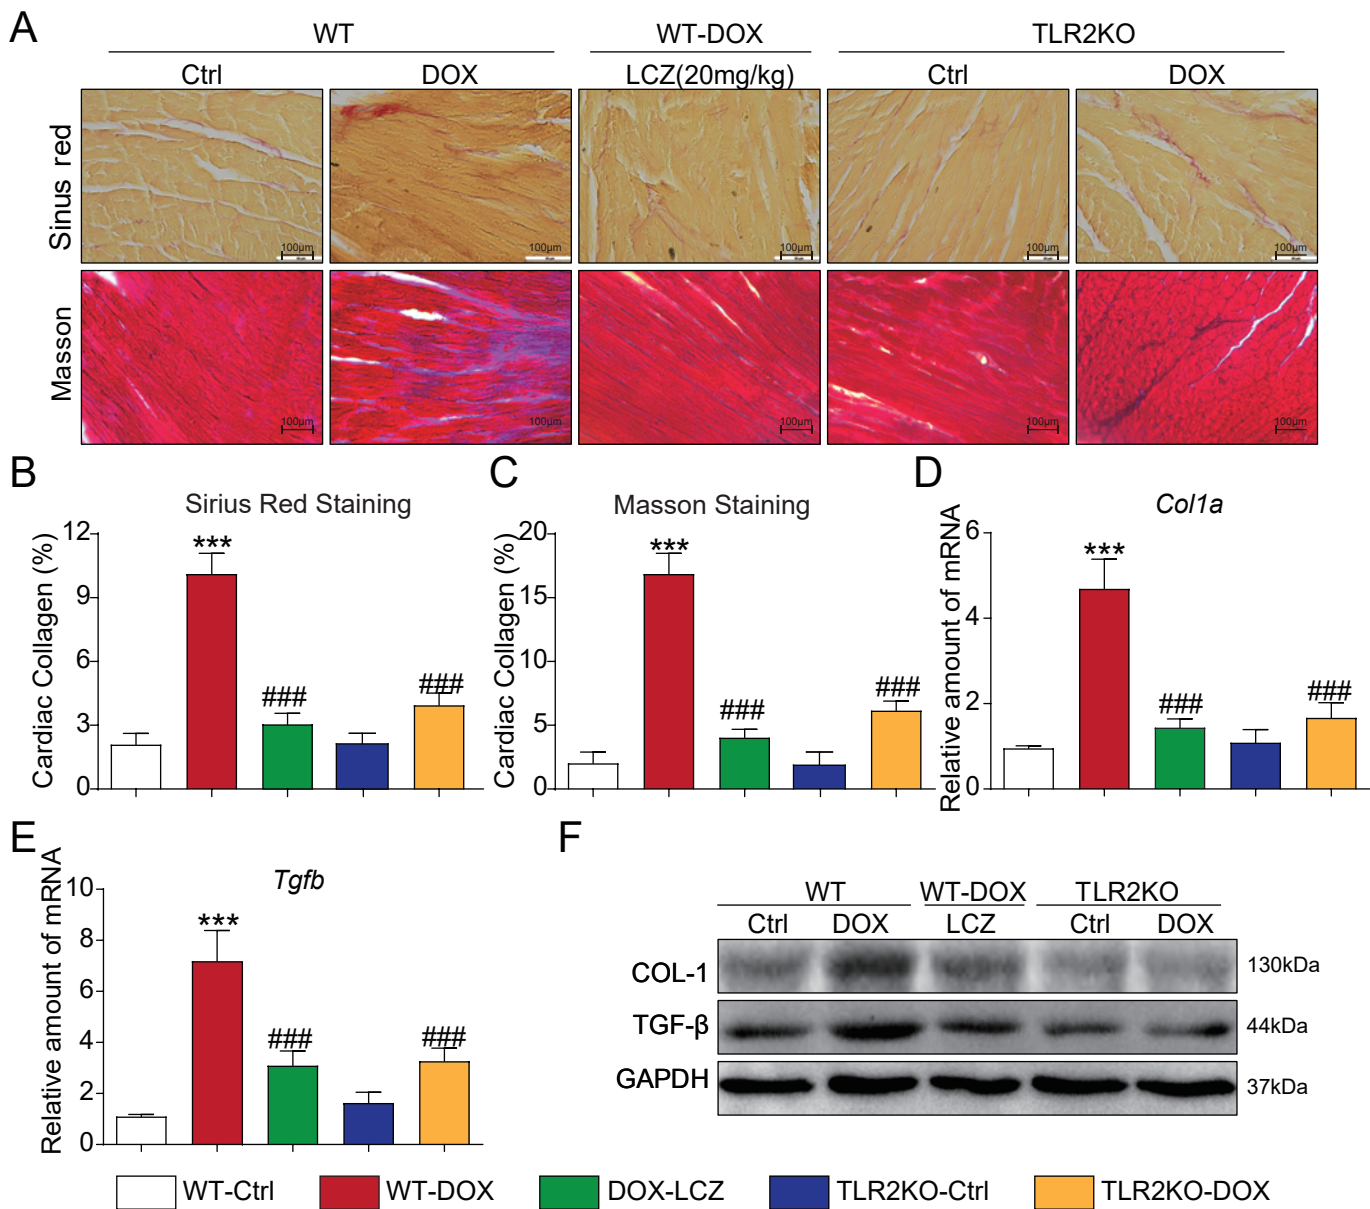 A
WT WT-DOX TLR2KO
Ctrl DOX LCZ(20mg/kg) Ctrl DOX
Sinus red
100μm 100μm 100μm 100μm 100μm
Masson
100μm 100μm 100μm 100μm 100μm
B
Sirius Red Staining
Cardiac Collagen (%)
12
9
6
3
0
***
###
###
C
Masson Staining
Cardiac Collagen (%)
20
15
10
5
0
***
###
###
D
Col1a
Relative amount of mRNA
6
4
2
0
***
###
###
E
Tgfb
Relative amount of mRNA
10
8
6
4
2
0
***
###
###
F
WT WT-DOX TLR2KO
Ctrl DOX LCZ Ctrl DOX
COL-1 130kDa
TGF-β 44kDa
GAPDH 37kDa
WT-Ctrl WT-DOX DOX-LCZ TLR2KO-Ctrl TLR2KO-DOX